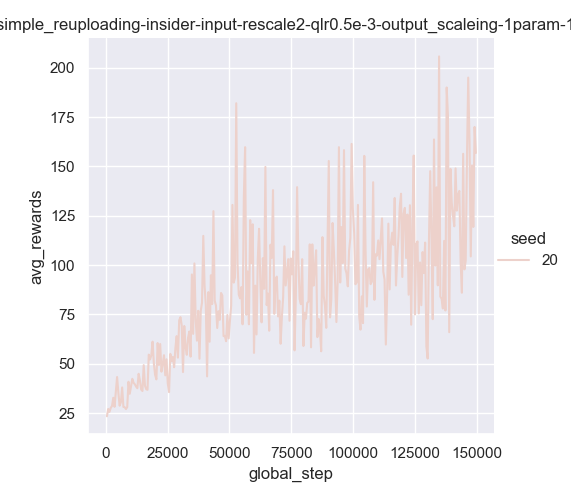 simple_reuploading-insider-input-rescale2-qlr0.5e-3-output_scaleing-1param-1
200
175
150
125
100
75
50
25
avg_rewards
seed
20
0 25000 50000 75000 100000 125000 150000
global_step